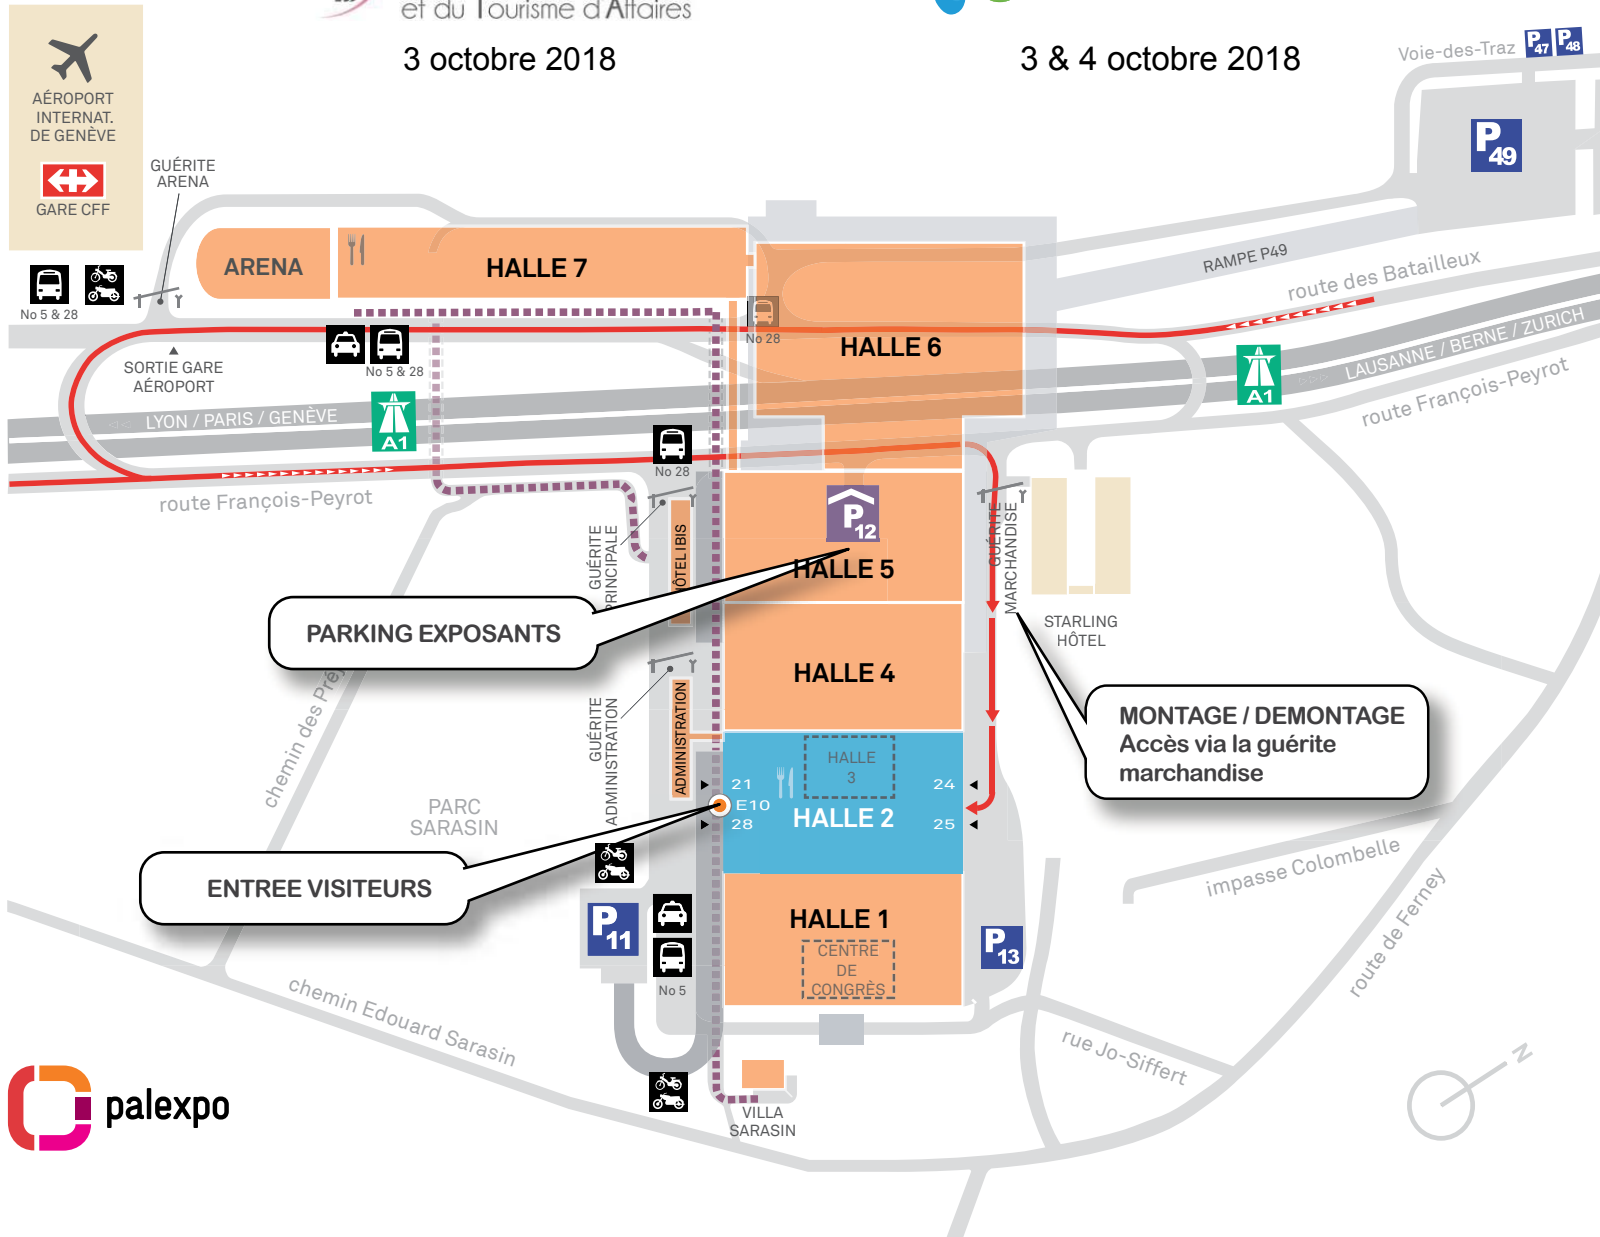 et du Tourisme d'Affaires
3 octobre 2018
3 & 4 octobre 2018
Voie-des-Traz
P47
P48
AÉROPORT
INTERNAT.
DE GENÈVE
GARE CFF
GUÉRITE
ARENA
P49
No 5 & 28
ARENA
HALLE 7
RAMPE P49
route des Batailleux
SORTIE GARE
AÉROPORT
No 5 & 28
No 28
HALLE 6
A1
LAUSANNE / BERNE / ZURICH
route François-Peyrot
LYON / PARIS / GENÈVE
A1
No 28
route François-Peyrot
GUÉRITE
PRINCIPALE
HÔTEL IBIS
P12
HALLE 5
GUÉRITE
MARCHANDISE
STARLING
HÔTEL
PARKING EXPOSANTS
HALLE 4
chemin des Pré
GUÉRITE
ADMINISTRATION
ADMINISTRATION
MONTAGE / DEMONTAGE
Accès via la guérite
marchandise
HALLE
3
21
24
E10
HALLE 2
28
25
PARC
SARASIN
ENTREE VISITEURS
impasse Colombelle
route de Ferney
P11
HALLE 1
CENTRE
DE
CONGRÈS
P13
No 5
chemin Edouard Sarasin
rue Jo-Siffert
N
palexpo
VILLA
SARASIN